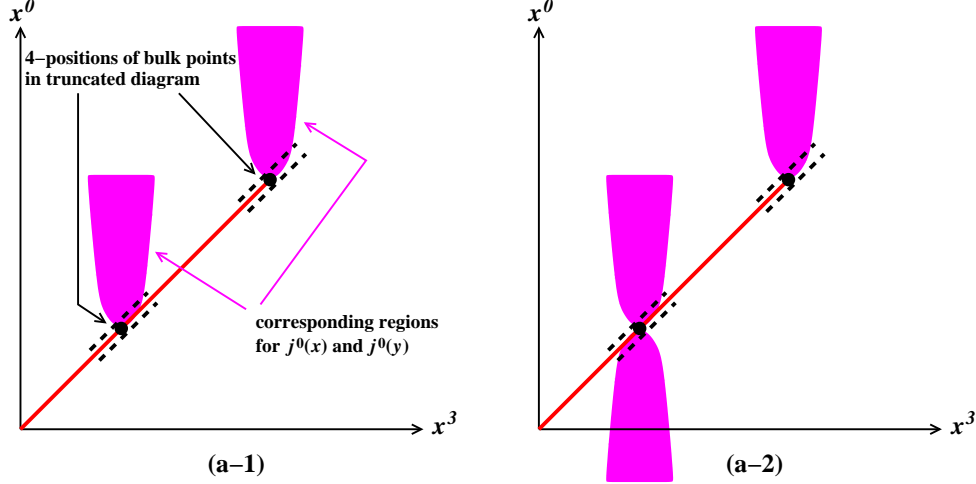 x⁰
4–positions of bulk points
in truncated diagram
corresponding regions
for j⁰(x) and j⁰(y)
x³
(a–1)
x⁰
x³
(a–2)